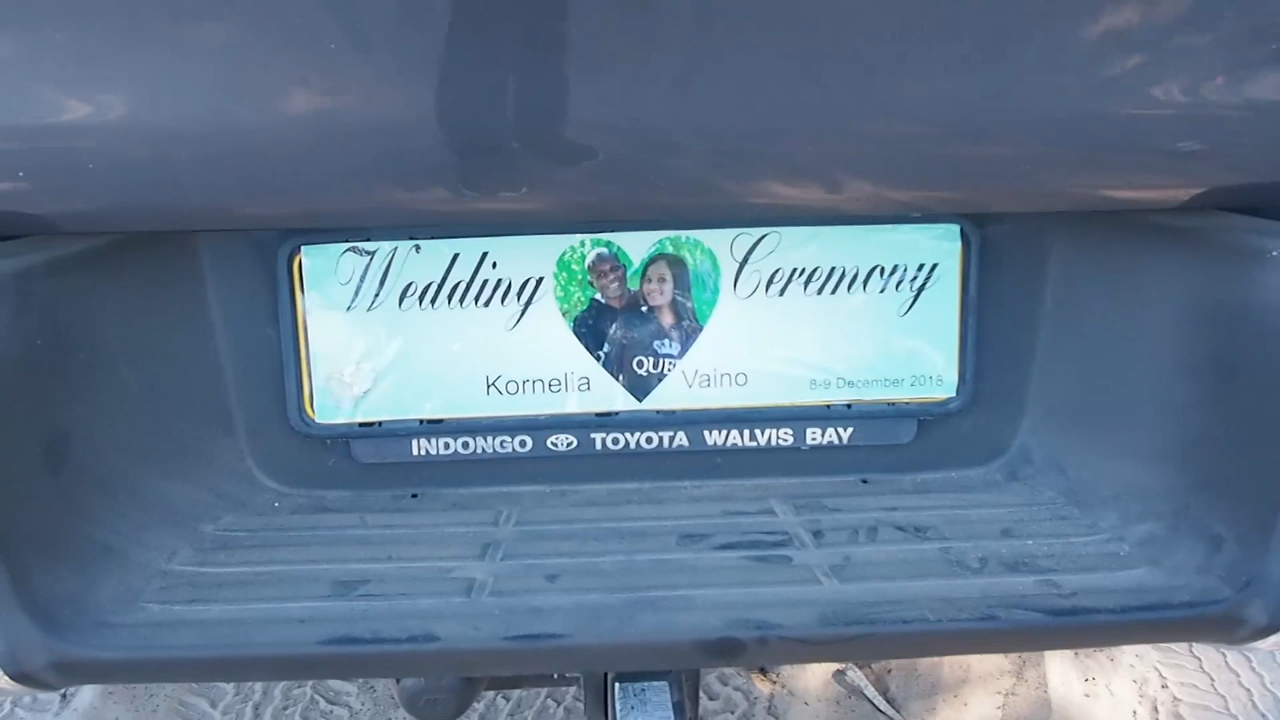 Wedding Ceremony
QUE
Kornelia Vaino
8-9 December 2018
INDONGO TOYOTA WALVIS BAY